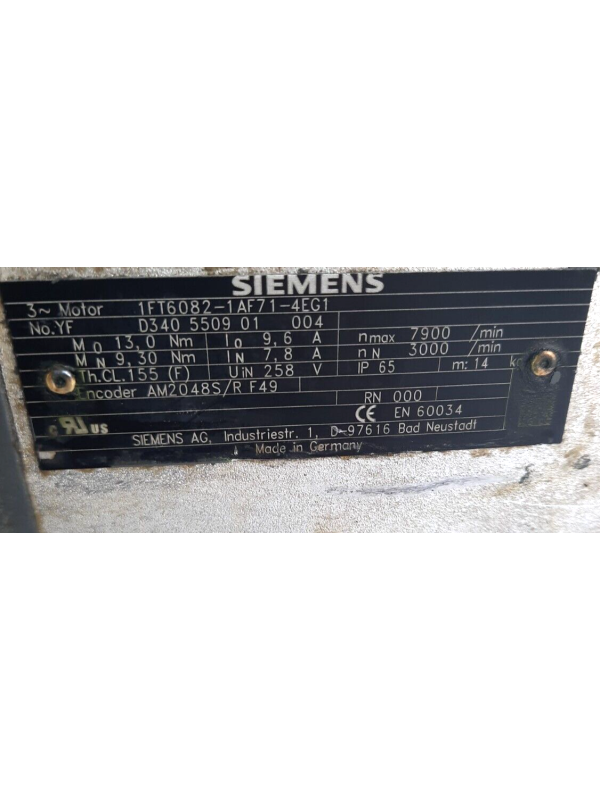 SIEMENS
3~ Motor 1FT6082-1AF71-4EG1
No.YF D340 5509 01 004
M0 13,0 Nm I0 9,6 A nmax 7900 /min
MN 9,30 Nm IN 7,8 A nN 3000 /min
Th.CL.155 (F) UIN 258 V IP 65 m: 14
Encoder AM2048S/R F49 RN 000
CE EN 60034
c RU US SIEMENS AG, Industriestr. 1, D-97616 Bad Neustadt
Made in Germany